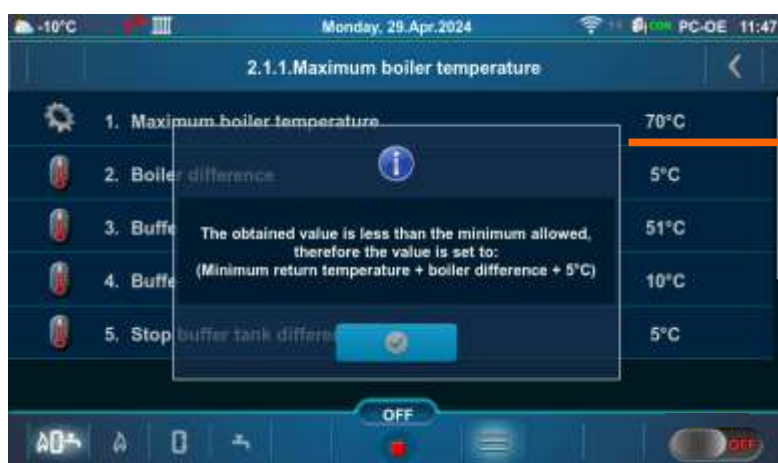 -10°C Monday, 29.Apr.2024 PC-OE 11:47
2.1.1.Maximum boiler temperature
1. Maximum boiler temperature 70°C
2. Boiler difference 5°C
3. Buffe 51°C
4. Buffe 10°C
5. Stop buffer tank differe 5°C
The obtained value is less than the minimum allowed,
therefore the value is set to:
(Minimum return temperature + boiler difference + 5°C)
OFF
OFF